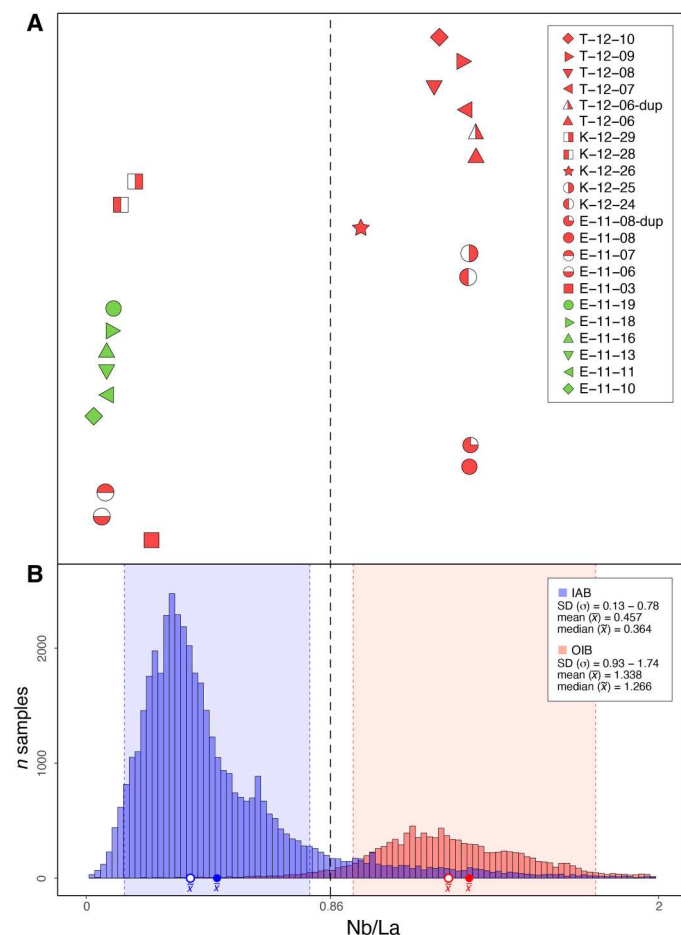 A
T–12–10
T–12–09
T–12–08
T–12–07
T–12–06–dup
T–12–06
K–12–29
K–12–28
K–12–26
K–12–25
K–12–24
E–11–08–dup
E–11–08
E–11–07
E–11–06
E–11–03
E–11–19
E–11–18
E–11–16
E–11–13
E–11–11
E–11–10
B
IAB
SD (σ) = 0.13 – 0.78
mean (x̅) = 0.457
median (x̃) = 0.364
OIB
SD (σ) = 0.93 – 1.74
mean (x̅) = 1.338
median (x̃) = 1.266
2000
1000
0
n samples
x̃ x̅ x̃ x̅
0 0.86 2
Nb/La